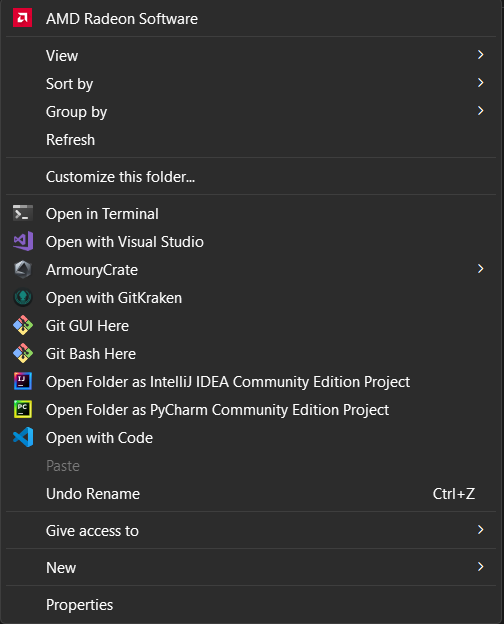 AMD Radeon Software
View
Sort by
Group by
Refresh
Customize this folder...
Open in Terminal
Open with Visual Studio
ArmouryCrate
Open with GitKraken
Git GUI Here
Git Bash Here
IJ Open Folder as IntelliJ IDEA Community Edition Project
PC Open Folder as PyCharm Community Edition Project
Open with Code
Paste
Undo Rename Ctrl+Z
Give access to
New
Properties